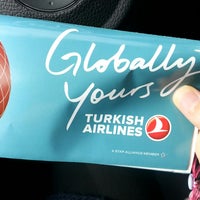 Globally
Yours
TURKISH
AIRLINES
A STAR ALLIANCE MEMBER